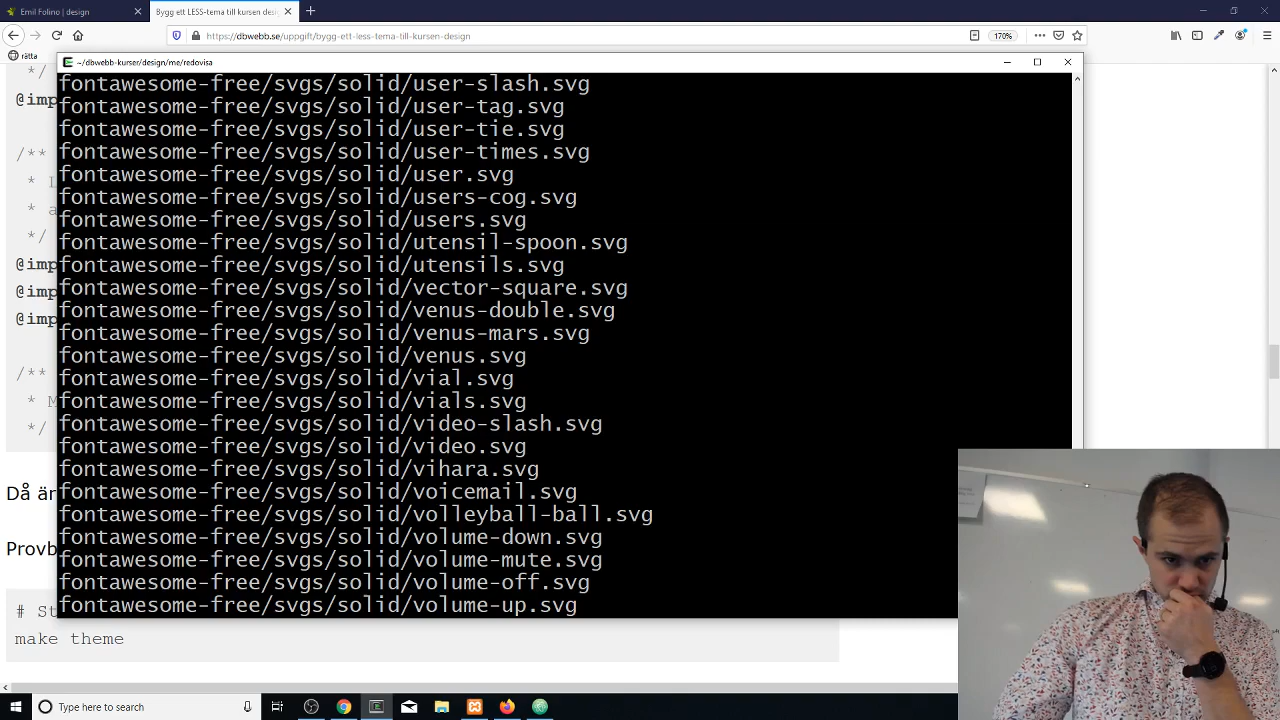 Emil Folino | design
Bygg ett LESS-tema till kursen desi
https://dbwebb.se/uppgift/bygg-ett-less-tema-till-kursen-design
170%
rätta
~/dbwebb-kurser/design/me/redovisa
*/
@imp
/**
* L
* a
*/
@imp
@imp
@imp
/**
* M
*/
fontawesome-free/svgs/solid/user-slash.svg
fontawesome-free/svgs/solid/user-tag.svg
fontawesome-free/svgs/solid/user-tie.svg
fontawesome-free/svgs/solid/user-times.svg
fontawesome-free/svgs/solid/user.svg
fontawesome-free/svgs/solid/users-cog.svg
fontawesome-free/svgs/solid/users.svg
fontawesome-free/svgs/solid/utensil-spoon.svg
fontawesome-free/svgs/solid/utensils.svg
fontawesome-free/svgs/solid/vector-square.svg
fontawesome-free/svgs/solid/venus-double.svg
fontawesome-free/svgs/solid/venus-mars.svg
fontawesome-free/svgs/solid/venus.svg
fontawesome-free/svgs/solid/vial.svg
fontawesome-free/svgs/solid/vials.svg
fontawesome-free/svgs/solid/video-slash.svg
fontawesome-free/svgs/solid/video.svg
fontawesome-free/svgs/solid/vihara.svg
fontawesome-free/svgs/solid/voicemail.svg
fontawesome-free/svgs/solid/volleyball-ball.svg
fontawesome-free/svgs/solid/volume-down.svg
fontawesome-free/svgs/solid/volume-mute.svg
fontawesome-free/svgs/solid/volume-off.svg
fontawesome-free/svgs/solid/volume-up.svg
Då är
Provb
# St
make theme
Type here to search